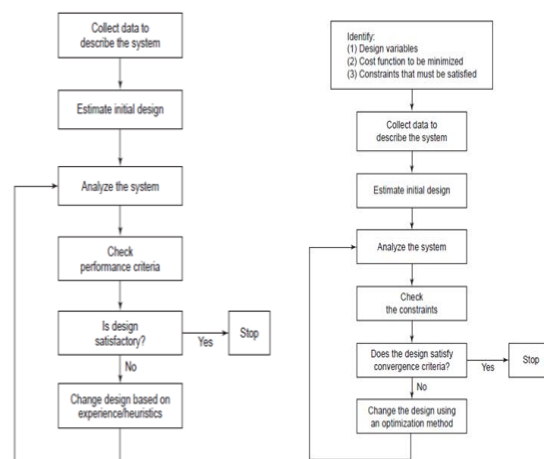 Collect data to
describe the system
Estimate initial design
Analyze the system
Check
performance criteria
Is design
satisfactory?
Yes
Stop
No
Change design based on
experience/heuristics
Identify:
(1) Design variables
(2) Cost function to be minimized
(3) Constraints that must be satisfied
Collect data to
describe the system
Estimate initial design
Analyze the system
Check
the constraints
Does the design satisfy
convergence criteria?
Yes
Stop
No
Change the design using
an optimization method